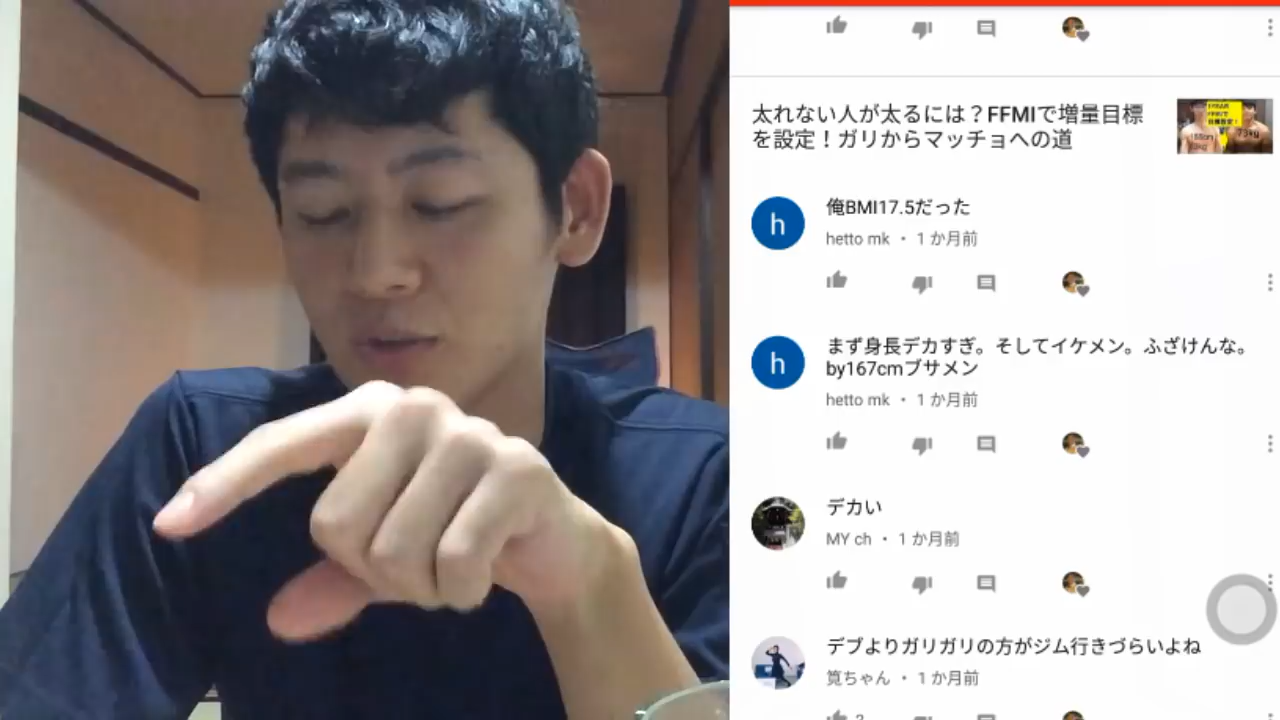 太れない人が太るには？FFMIで増量目標
を設定！ガリからマッチョへの道
h
俺BMI17.5だった
hetto mk ・ 1 か月前
h
まず身長デカすぎ。そしてイケメン。ふざけんな。
by167cmブサメン
hetto mk ・ 1 か月前
デカい
MY ch ・ 1 か月前
デブよりガリガリの方がジム行きづらいよね
筧ちゃん ・ 1 か月前